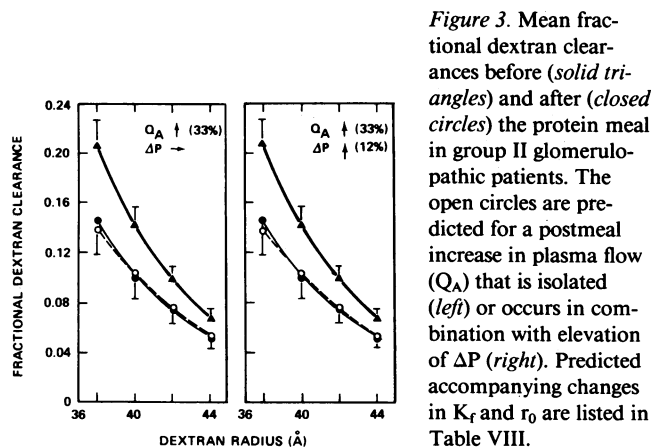 Figure 3. Mean frac-
tional dextran clear-
ances before (solid tri-
angles) and after (closed
circles) the protein meal
in group II glomerulo-
pathic patients. The
open circles are pre-
dicted for a postmeal
increase in plasma flow
(QA) that is isolated
(left) or occurs in com-
bination with elevation
of ΔP (right). Predicted
accompanying changes
in Kf and r0 are listed in
Table VIII.
FRACTIONAL DEXTRAN CLEARANCE
0.24
0.20
0.16
0.12
0.08
0.04
0
QA ↑ (33%)
ΔP →
36 40 44
QA ↑ (33%)
ΔP ↑ (12%)
36 40 44
DEXTRAN RADIUS (Å)